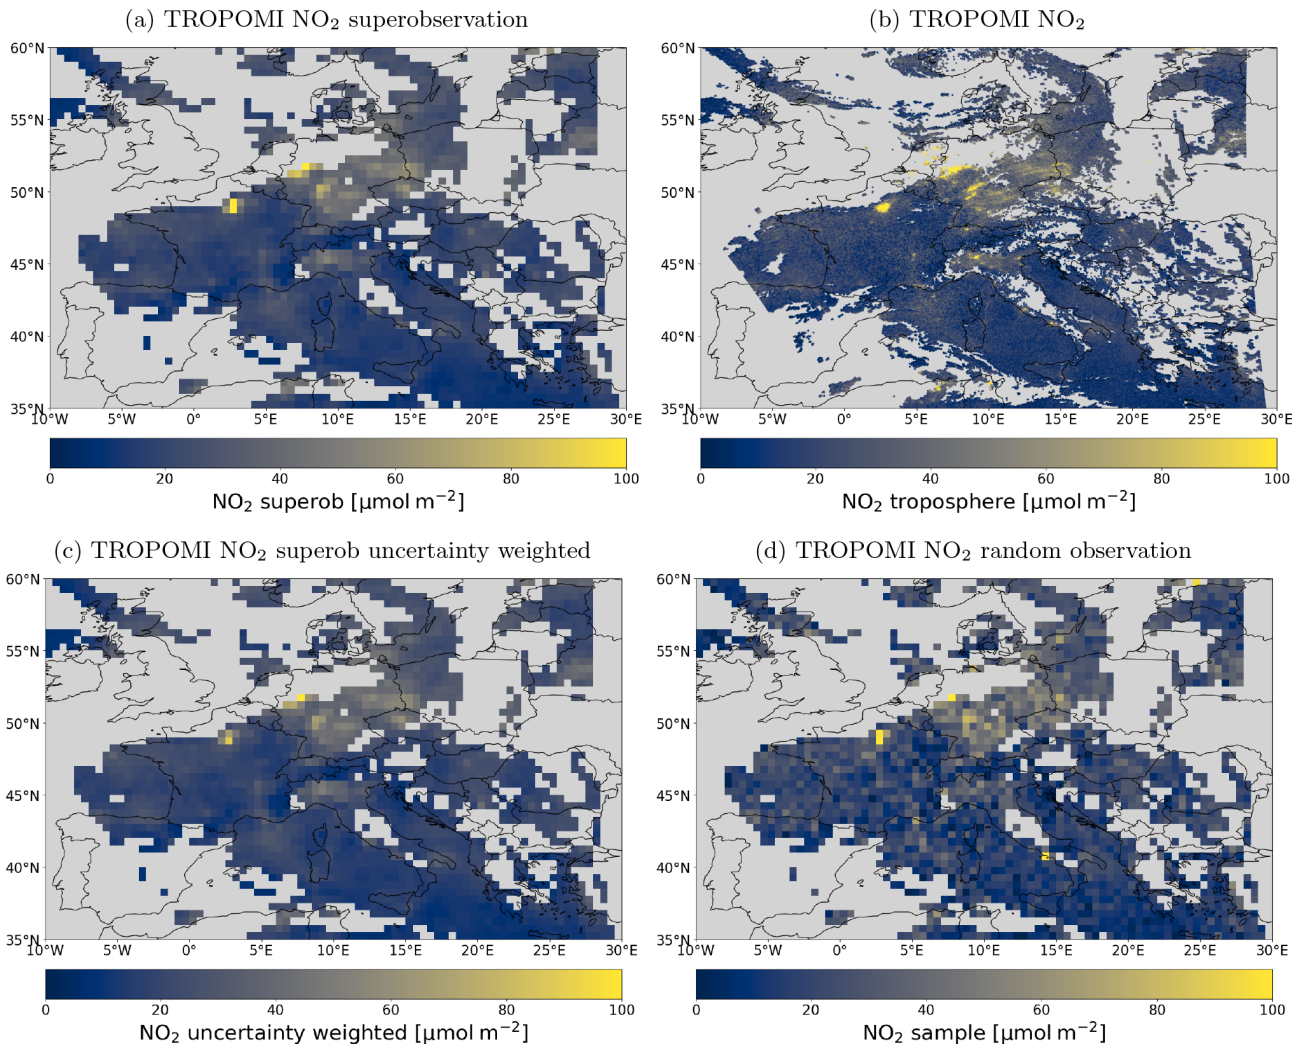 (a) TROPOMI NO₂ superobservation
(b) TROPOMI NO₂
60°N
55°N
50°N
45°N
40°N
35°N
10°W 5°W 0° 5°E 10°E 15°E 20°E 25°E 30°E
60°N
55°N
50°N
45°N
40°N
35°N
10°W 5°W 0° 5°E 10°E 15°E 20°E 25°E 30°E
0 20 40 60 80 100
NO₂ superob [µmol m⁻²]
0 20 40 60 80 100
NO₂ troposphere [µmol m⁻²]
(c) TROPOMI NO₂ superob uncertainty weighted
(d) TROPOMI NO₂ random observation
60°N
55°N
50°N
45°N
40°N
35°N
10°W 5°W 0° 5°E 10°E 15°E 20°E 25°E 30°E
60°N
55°N
50°N
45°N
40°N
35°N
10°W 5°W 0° 5°E 10°E 15°E 20°E 25°E 30°E
0 20 40 60 80 100
NO₂ uncertainty weighted [µmol m⁻²]
0 20 40 60 80 100
NO₂ sample [µmol m⁻²]